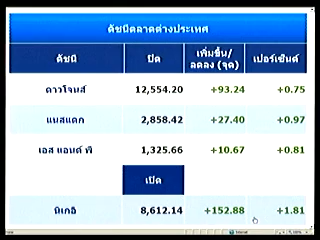 ดัชนีตลาดต่างประเทศ
ดัชนี ปิด เพิ่มขึ้น/ลดลง (จุด) เปอร์เซ็นต์
ดาวโจนส์ 12,554.20 +93.24 +0.75
แนสแดก 2,858.42 +27.40 +0.97
เอส แอนด์ พี 1,325.66 +10.67 +0.81
เปิด
นิเกอิ 8,612.14 +152.88 +1.81